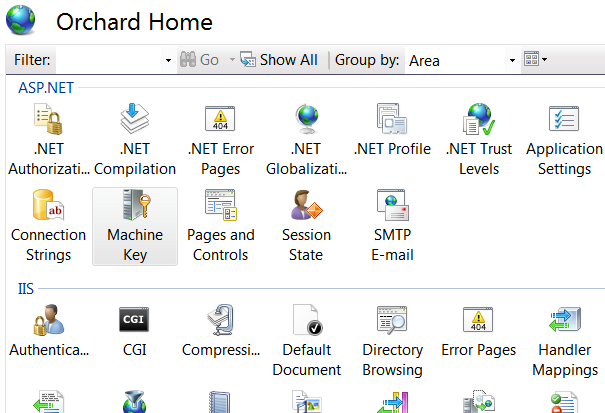 Orchard Home
Filter: Go Show All Group by: Area
ASP.NET
.NET .NET .NET Error .NET .NET Profile .NET Trust Application
Authorizati... Compilation Pages Globalizati... Levels Settings
404
Connection Machine Pages and Session SMTP
Strings Key Controls State E-mail
ab
IIS
CGI
404
Authentica... CGI Compressi... Default Directory Error Pages Handler
Document Browsing Mappings